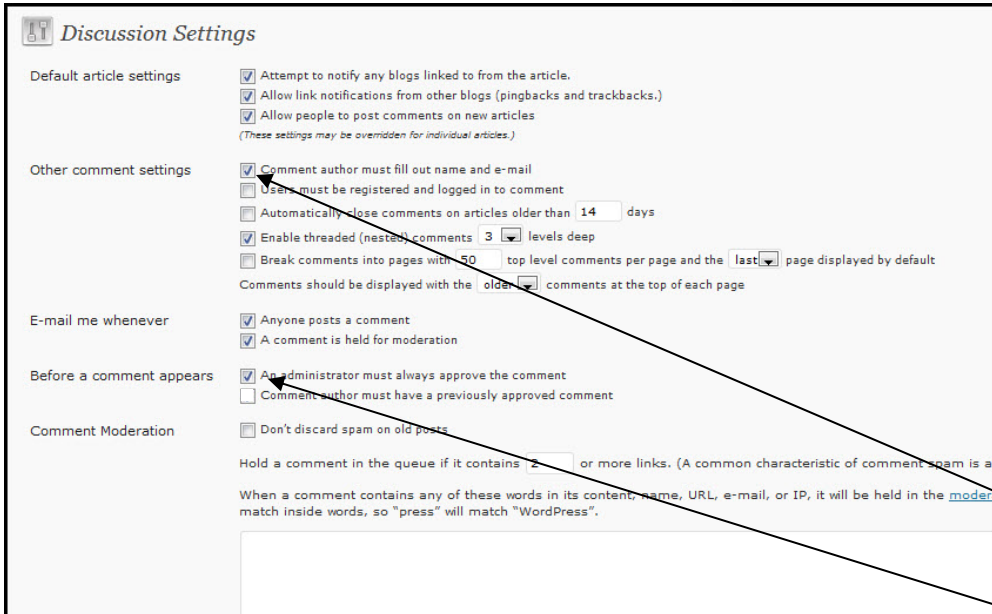 Discussion Settings
Default article settings
Attempt to notify any blogs linked to from the article.
Allow link notifications from other blogs (pingbacks and trackbacks.)
Allow people to post comments on new articles
(These settings may be overridden for individual articles.)
Other comment settings
Comment author must fill out name and e-mail
Users must be registered and logged in to comment
Automatically close comments on articles older than 14 days
Enable threaded (nested) comments 3 levels deep
Break comments into pages with 50 top level comments per page and the last page displayed by default
Comments should be displayed with the older comments at the top of each page
E-mail me whenever
Anyone posts a comment
A comment is held for moderation
Before a comment appears
An administrator must always approve the comment
Comment author must have a previously approved comment
Comment Moderation
Don't discard spam on old posts
Hold a comment in the queue if it contains 2 or more links. (A common characteristic of comment spam is a
When a comment contains any of these words in its content, name, URL, e-mail, or IP, it will be held in the moder
match inside words, so “press” will match “WordPress”.